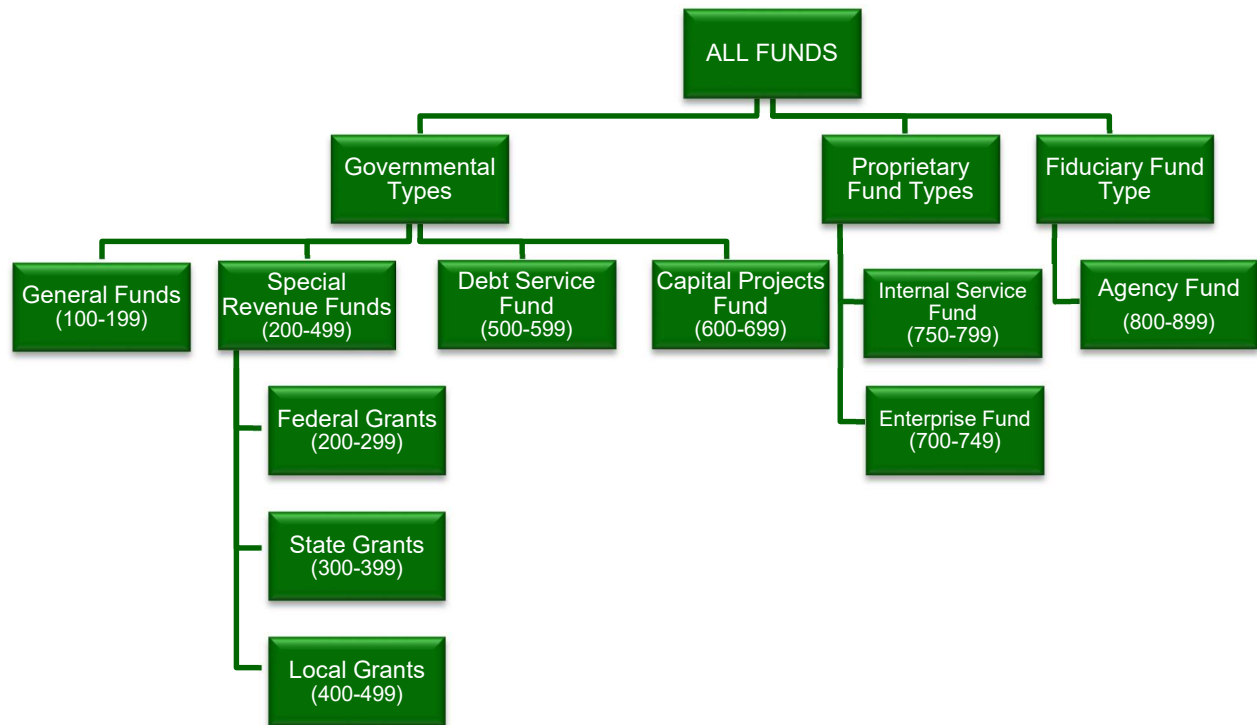 ALL FUNDS
Governmental
Types
Proprietary
Fund Types
Fiduciary Fund
Type
General Funds
(100-199)
Special
Revenue Funds
(200-499)
Debt Service
Fund
(500-599)
Capital Projects
Fund
(600-699)
Internal Service
Fund
(750-799)
Agency Fund
(800-899)
Federal Grants
(200-299)
Enterprise Fund
(700-749)
State Grants
(300-399)
Local Grants
(400-499)